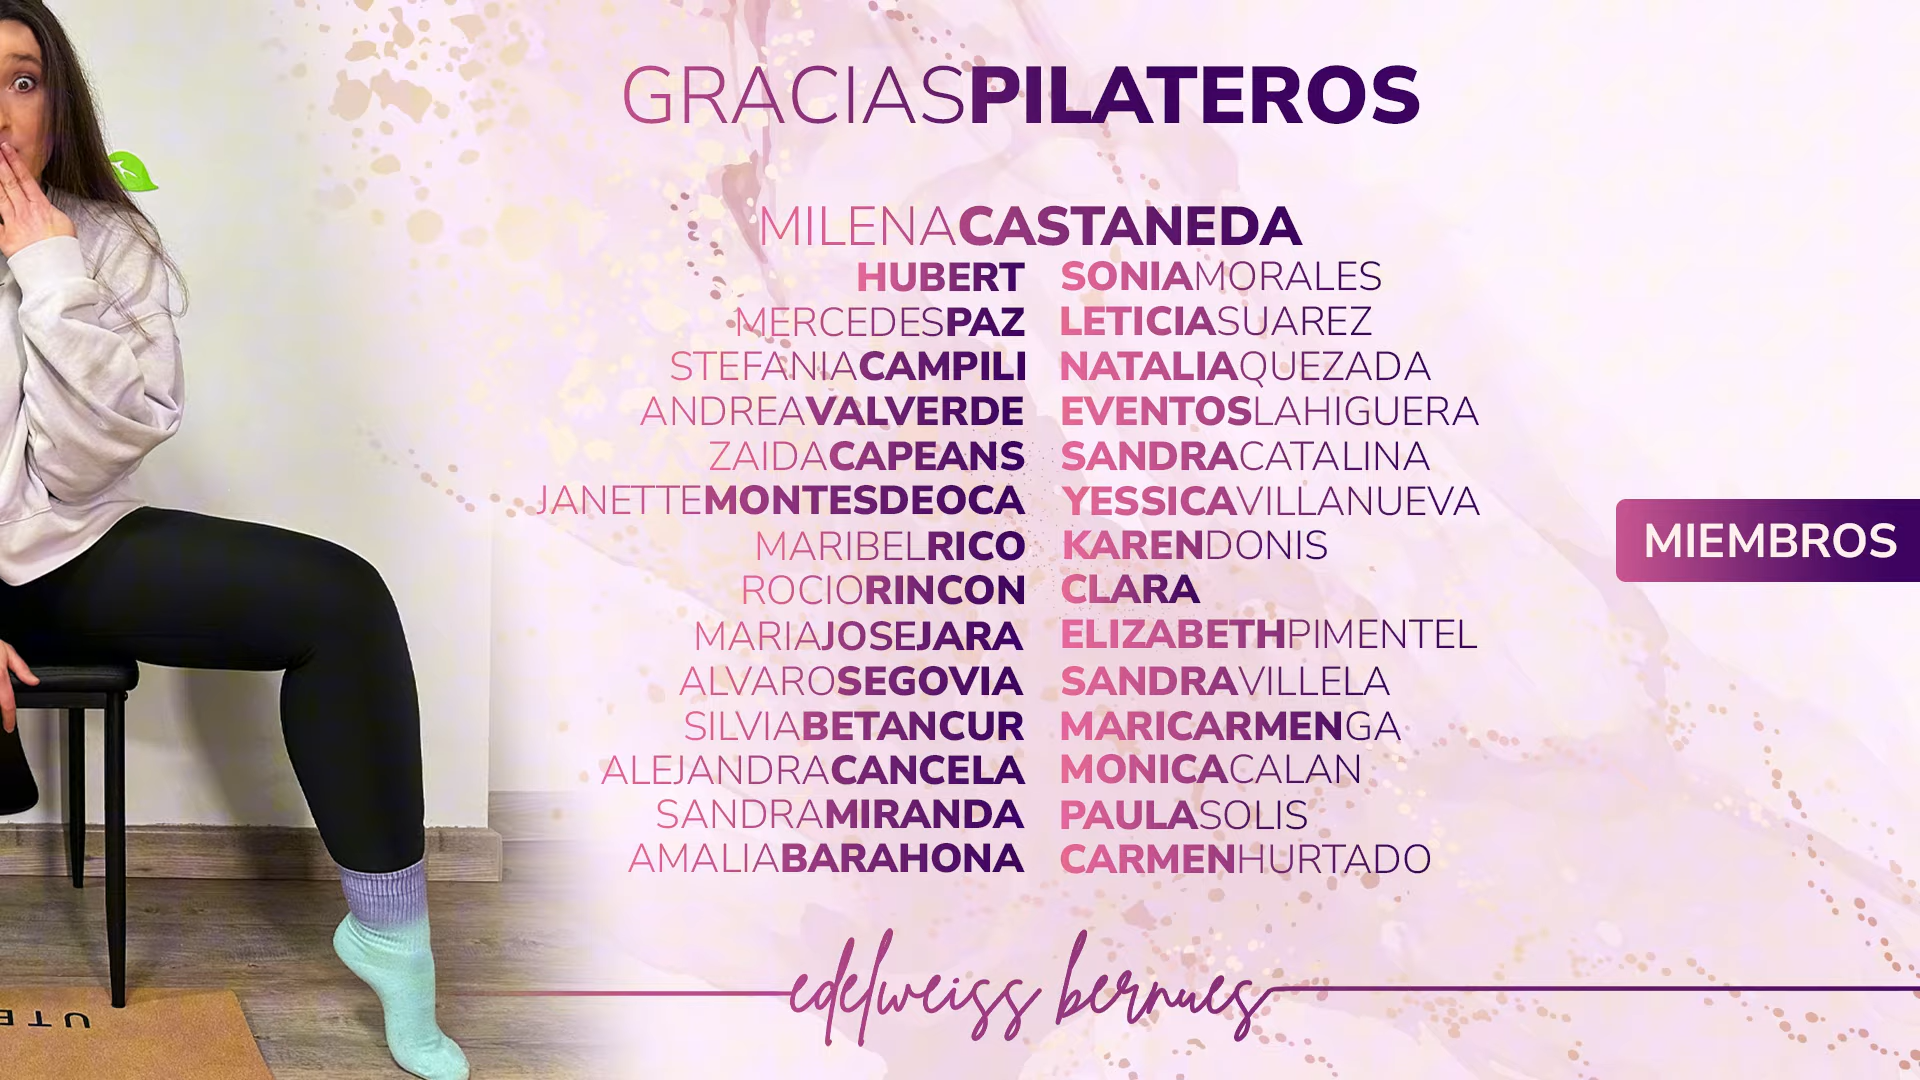 GRACIASPILATEROS
MILENACASTANEDA
HUBERT SONIAMORALES
MERCEDESPAZ LETICIASUAREZ
STEFANIACAMPILI NATALIAQUEZADA
ANDREAVALVERDE EVENTOSLAHIGUERA
ZAIDACAPEANS SANDRACATALINA
JANETTEMONTESDEOCA YESSICAVILLANUEVA
MARIBELRICO KARENDONIS
ROCIORINCON CLARA
MARIAJOSEJARA ELIZABETHPIMENTEL
ALVAROSEGOVIA SANDRAVILLELA
SILVIABETANCUR MARICARMENGA
ALEJANDRACANCELA MONICACALAN
SANDRAMIRANDA PAULASOLIS
AMALIABARAHONA CARMENHURTADO
MIEMBROS
edelweiss bernues